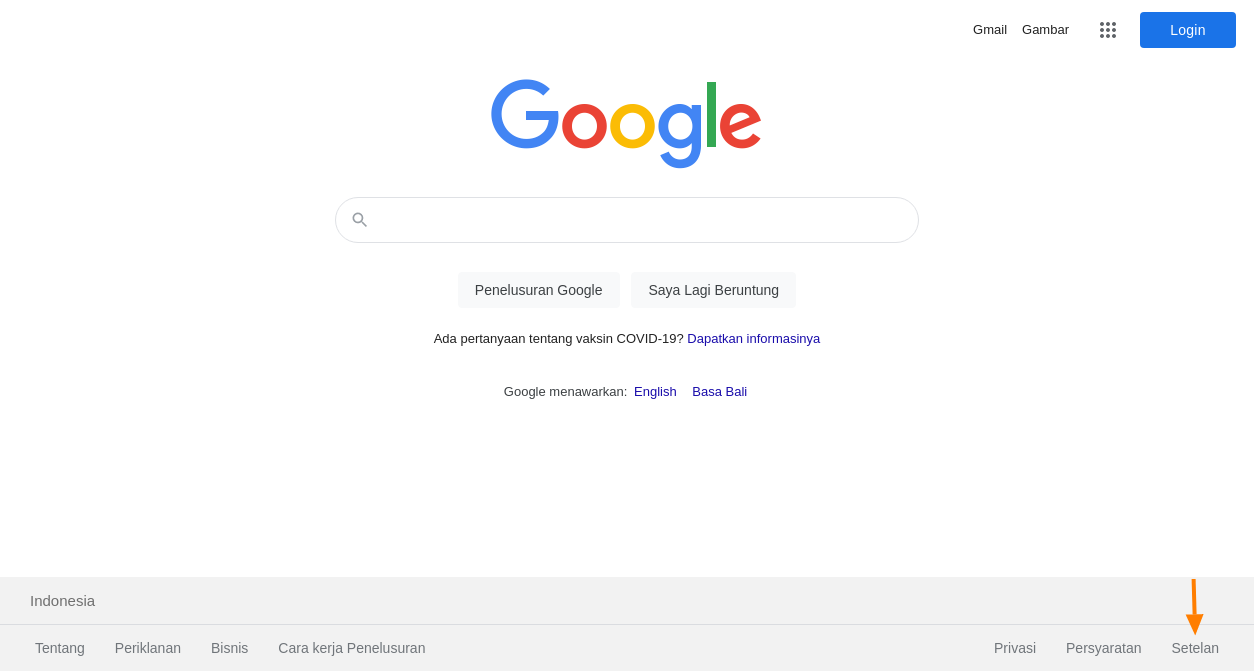 Gmail Gambar Login
Google
Penelusuran Google Saya Lagi Beruntung
Ada pertanyaan tentang vaksin COVID-19? Dapatkan informasinya
Google menawarkan: English Basa Bali
Indonesia
Tentang Periklanan Bisnis Cara kerja Penelusuran Privasi Persyaratan Setelan